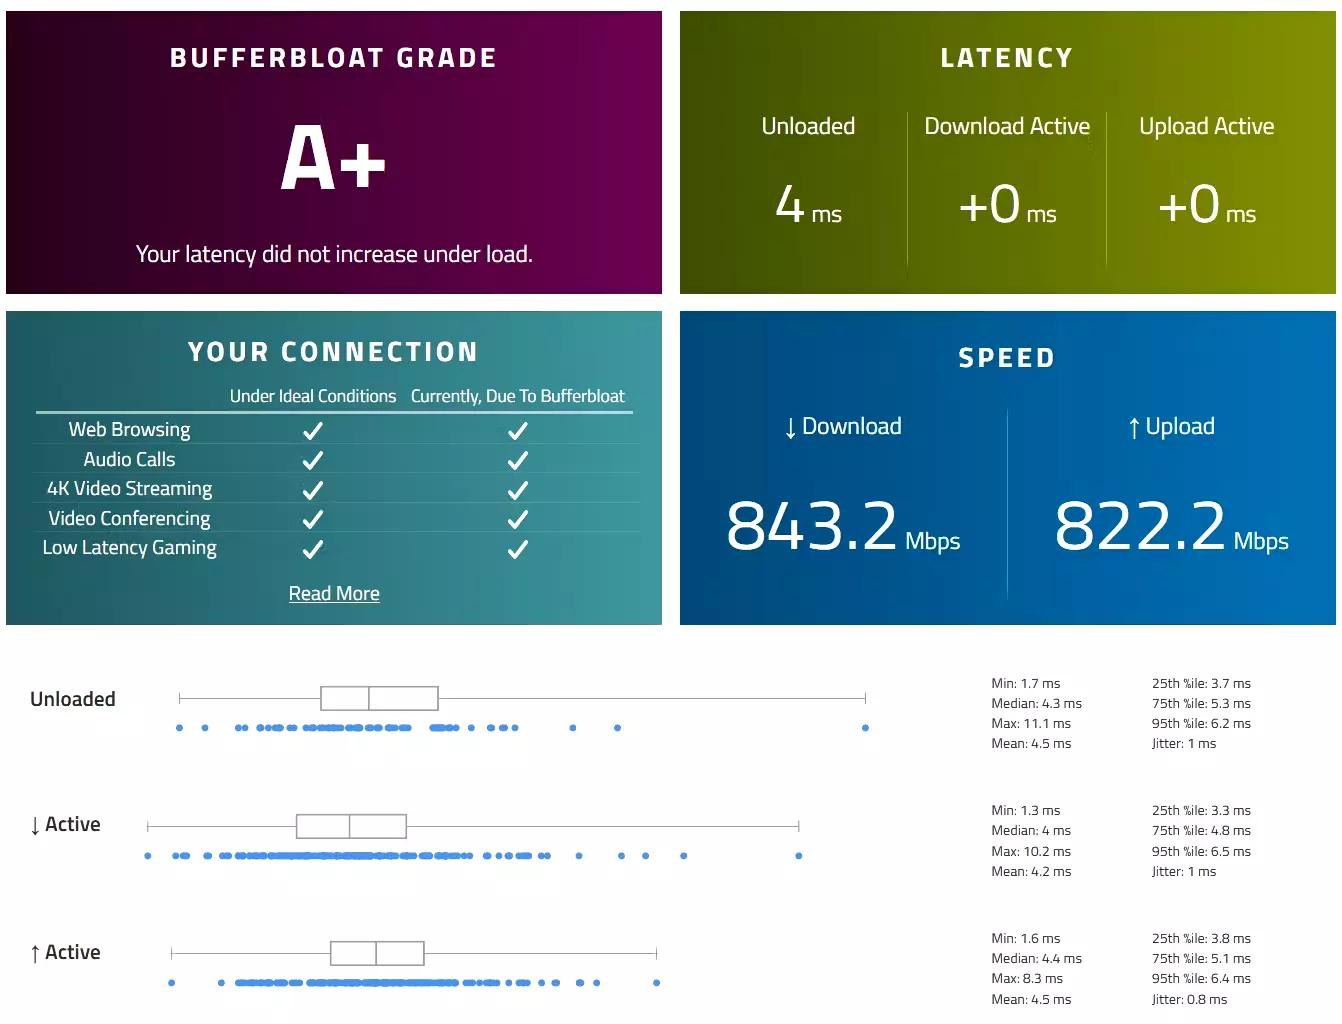 BUFFERBLOAT GRADE
A+
Your latency did not increase under load.
LATENCY
Unloaded Download Active Upload Active
4 ms +0 ms +0 ms
YOUR CONNECTION
Under Ideal Conditions Currently, Due To Bufferbloat
Web Browsing ✓ ✓
Audio Calls ✓ ✓
4K Video Streaming ✓ ✓
Video Conferencing ✓ ✓
Low Latency Gaming ✓ ✓
Read More
SPEED
↓ Download ↑ Upload
843.2 Mbps 822.2 Mbps
Unloaded
Min: 1.7 ms 25th %ile: 3.7 ms
Median: 4.3 ms 75th %ile: 5.3 ms
Max: 11.1 ms 95th %ile: 6.2 ms
Mean: 4.5 ms Jitter: 1 ms
↓ Active
Min: 1.3 ms 25th %ile: 3.3 ms
Median: 4 ms 75th %ile: 4.8 ms
Max: 10.2 ms 95th %ile: 6.5 ms
Mean: 4.2 ms Jitter: 1 ms
↑ Active
Min: 1.6 ms 25th %ile: 3.8 ms
Median: 4.4 ms 75th %ile: 5.1 ms
Max: 8.3 ms 95th %ile: 6.4 ms
Mean: 4.5 ms Jitter: 0.8 ms